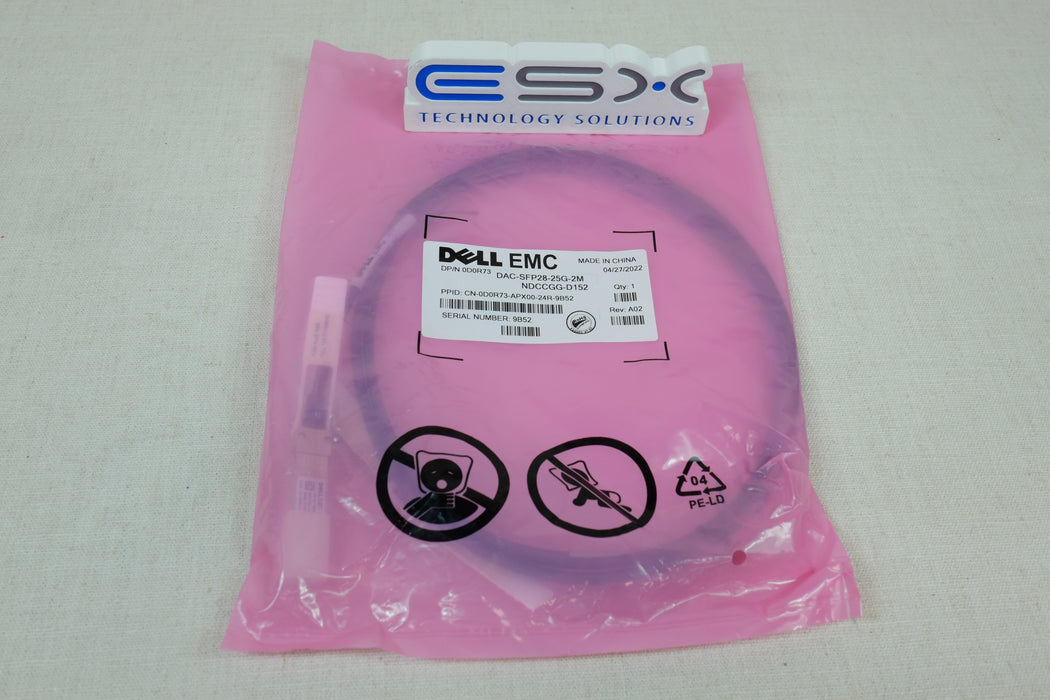 ESX
TECHNOLOGY SOLUTIONS
DELL EMC
MADE IN CHINA
DP/N 0D0R73
DAC-SFP28-25G-2M
04/27/2022
NDCCGG-D152
Qty: 1
PPID: CN-0D0R73-APX00-24R-9B52
Rev: A02
SERIAL NUMBER: 9B52
04
PE-LD